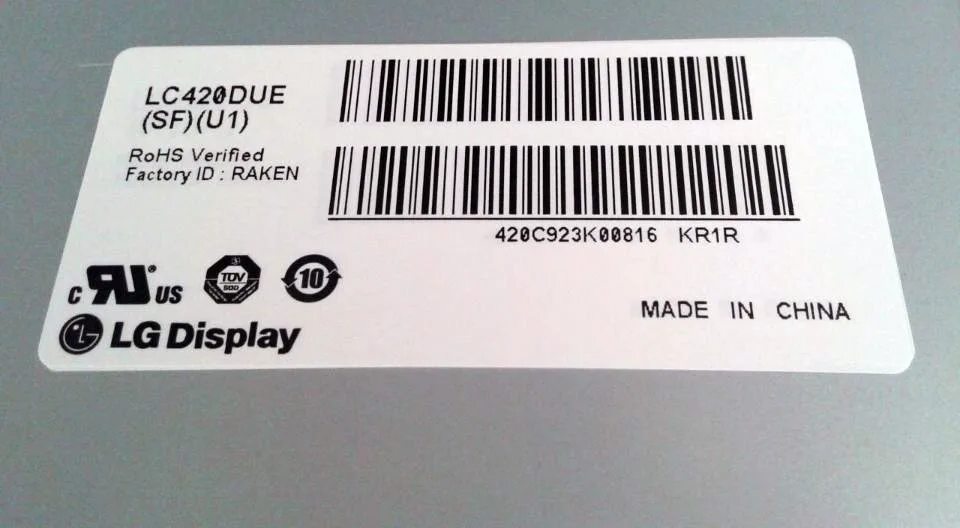 LC420DUE
(SF)(U1)
RoHS Verified
Factory ID : RAKEN
420C923K00816 KR1R
c RU® US
TÜV
SÜD
10
LG Display
MADE IN CHINA